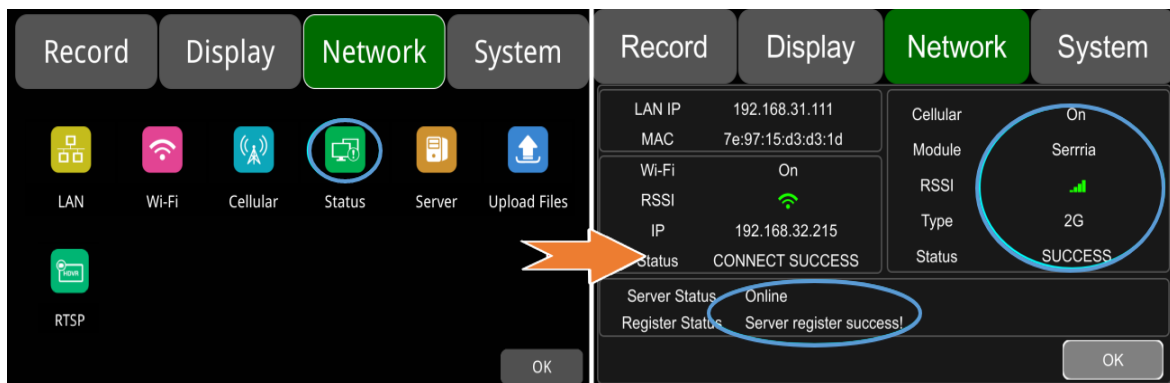 Record Display Network System
LAN Wi-Fi Cellular Status Server Upload Files
HDVR
RTSP
OK
Record Display Network System
LAN IP 192.168.31.111
MAC 7e:97:15:d3:d3:1d
Wi-Fi On
RSSI
IP 192.168.32.215
Status CONNECT SUCCESS
Cellular On
Module Serrria
RSSI
Type 2G
Status SUCCESS
Server Status Online
Register Status Server register success!
OK